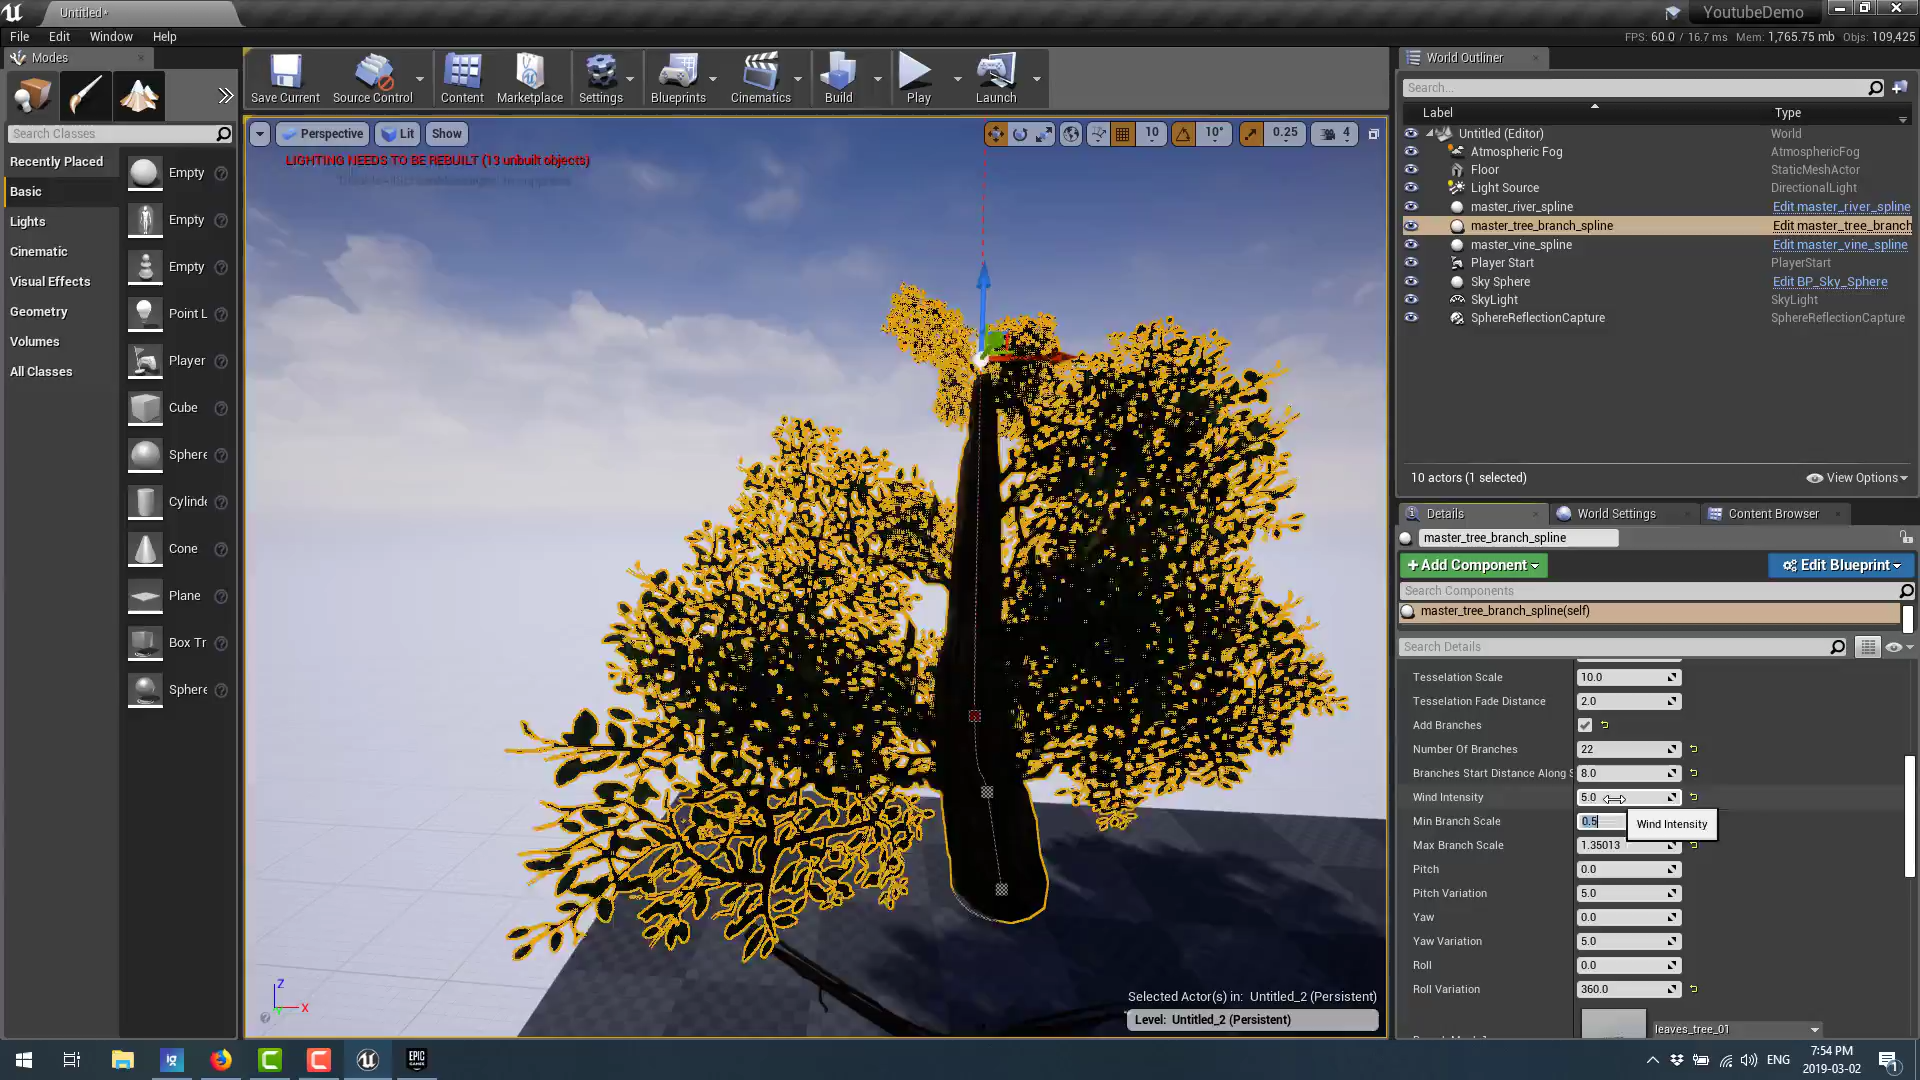 Untitled*
YoutubeDemo
File
Edit
Window
Help
FPS: 60.0 / 16.7 ms
Mem: 1,765.75 mb
Objs: 109,425
Modes
Search Classes
Recently Placed
Basic
Lights
Cinematic
Visual Effects
Geometry
Volumes
All Classes
Empty
Empty
Empty
Point L
Player
Cube
Sphere
Cylinde
Cone
Plane
Box Tr
Sphere
Save Current
Source Control
Content
Marketplace
Settings
Blueprints
Cinematics
Build
Play
Launch
Perspective
Lit
Show
10
10°
0.25
4
LIGHTING NEEDS TO BE REBUILT (13 unbuilt objects)
Selected Actor(s) in: Untitled_2 (Persistent)
Level: Untitled_2 (Persistent)
Z
X
World Outliner
Search...
Label
Type
Untitled (Editor)
World
Atmospheric Fog
AtmosphericFog
Floor
StaticMeshActor
Light Source
DirectionalLight
master_river_spline
Edit master_river_spline
master_tree_branch_spline
Edit master_tree_branch
master_vine_spline
Edit master_vine_spline
Player Start
PlayerStart
Sky Sphere
Edit BP_Sky_Sphere
SkyLight
SkyLight
SphereReflectionCapture
SphereReflectionCapture
10 actors (1 selected)
View Options
Details
World Settings
Content Browser
master_tree_branch_spline
+Add Component
Edit Blueprint
Search Components
master_tree_branch_spline(self)
Search Details
Tesselation Scale
10.0
Tesselation Fade Distance
2.0
Add Branches
Number Of Branches
22
Branches Start Distance Along S
8.0
Wind Intensity
5.0
Min Branch Scale
0.5
Wind Intensity
Max Branch Scale
1.35013
Pitch
0.0
Pitch Variation
5.0
Yaw
0.0
Yaw Variation
5.0
Roll
0.0
Roll Variation
360.0
leaves_tree_01
ig
EPIC
GAMES
ENG
7:54 PM
2019-03-02
1